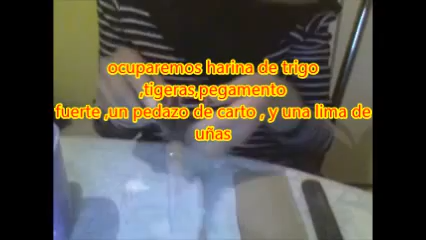 ocuparemos harina de trigo
,tigeras,pegamento
fuerte ,un pedazo de carto , y una lima de
uñas